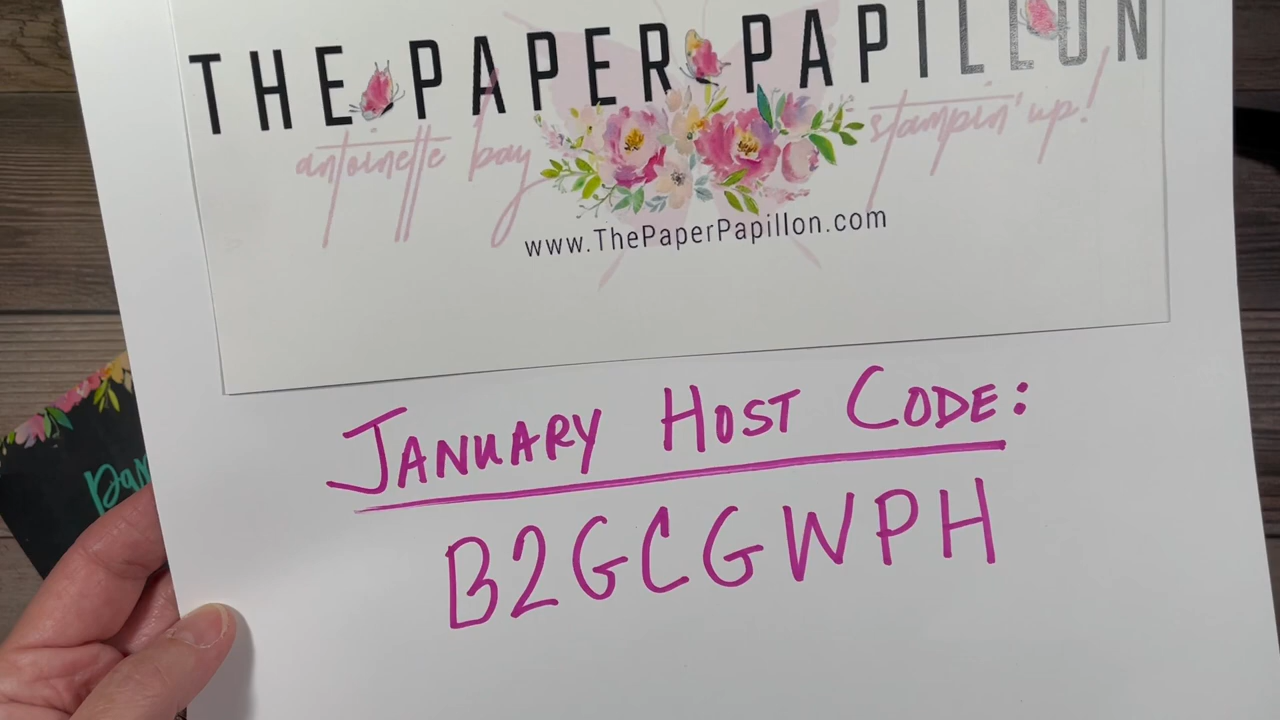 THE PAPER PAPILLON
antoinette bay stampin' up!
www.ThePaperPapillon.com
JANUARY HOST CODE:
B2GCGWPH